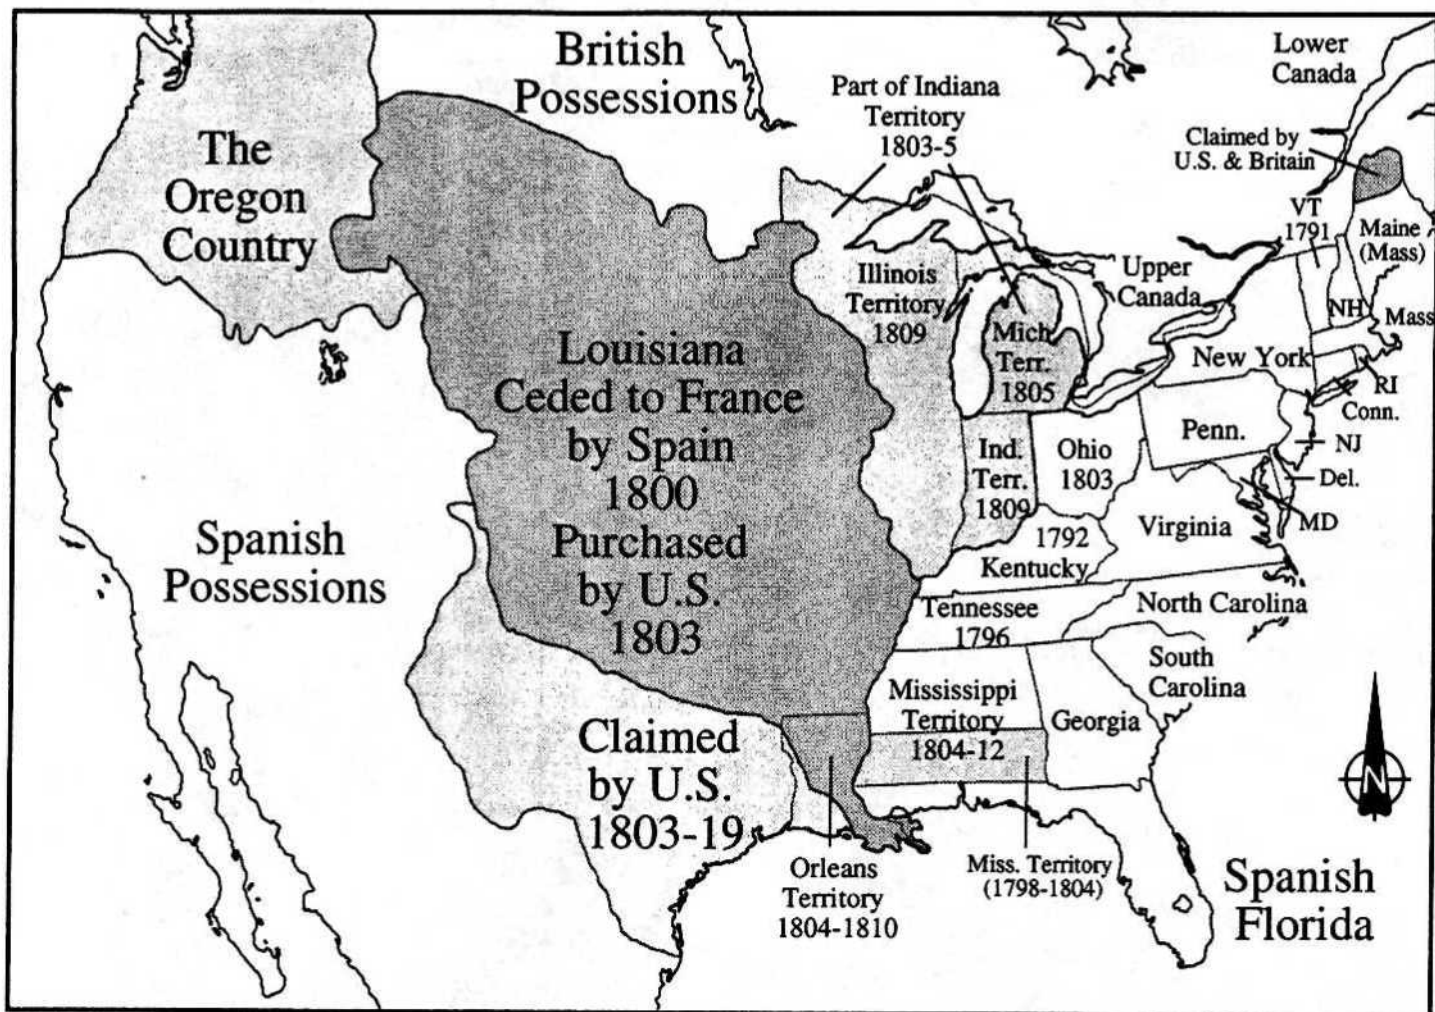 British
Possessions
Lower
Canada
Part of Indiana
Territory
1803-5
Claimed by
U.S. & Britain
The
Oregon
Country
VT
1791
Maine
(Mass)
Illinois
Territory
1809
Upper
Canada
NH
Mass
Mich
Terr.
1805
New York
RI
Conn.
Louisiana
Ceded to France
by Spain
1800
Purchased
by U.S.
1803
Penn.
NJ
Ind.
Terr.
1809
Ohio
1803
Del.
MD
Virginia
1792
Kentucky
Spanish
Possessions
Tennessee
1796
North Carolina
South
Carolina
Mississippi
Territory
1804-12
Georgia
Claimed
by U.S.
1803-19
N
Orleans
Territory
1804-1810
Miss. Territory
(1798-1804)
Spanish
Florida